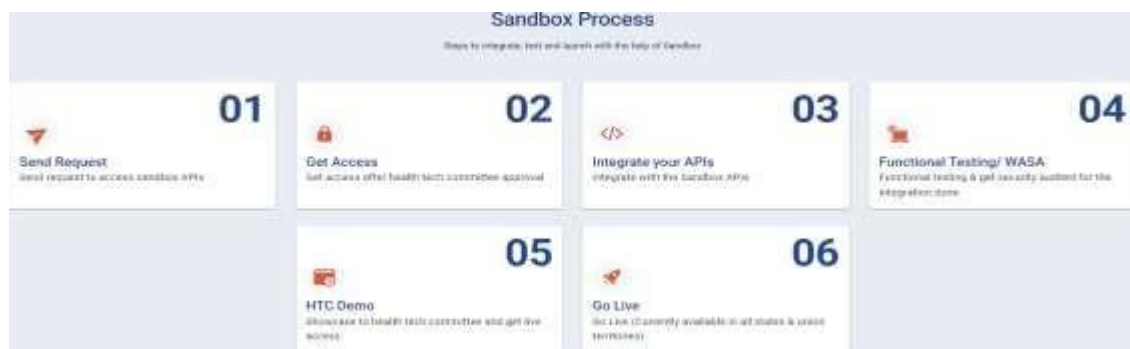 Sandbox Process
Steps to integrate, test and launch with the help of Sandbox
01
Send Request
Send request to access sandbox APIs
02
Get Access
Get access after health tech committee approval
03
Integrate your APIs
Integrate with the Sandbox APIs
04
Functional Testing/ WASA
Functional testing & get security audited for the
integration done
05
HTC Demo
Showcase to health tech committee and get live
access
06
Go Live
Go Live (Currently available in all states & union
territories)